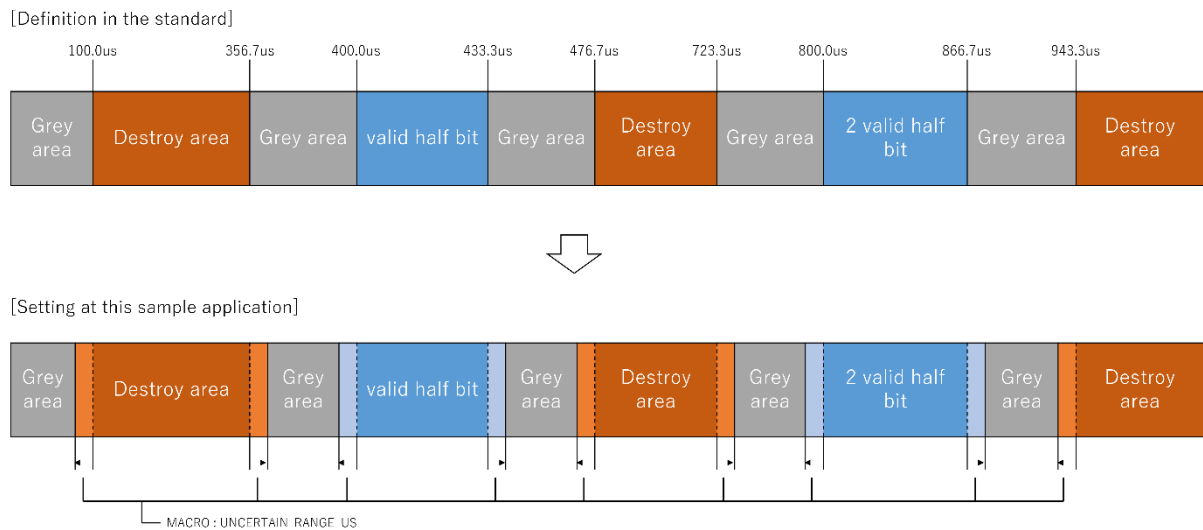 [Definition in the standard]
100.0us 356.7us 400.0us 433.3us 476.7us 723.3us 800.0us 866.7us 943.3us
Grey
area
Destroy area
Grey area
valid half bit
Grey area
Destroy
area
Grey area
2 valid half
bit
Grey area
Destroy
area
[Setting at this sample application]
Grey
area
Destroy area
Grey
area
valid half bit
Grey
area
Destroy
area
Grey
area
2 valid half
bit
Grey
area
Destroy
area
MACRO : UNCERTAIN RANGE US